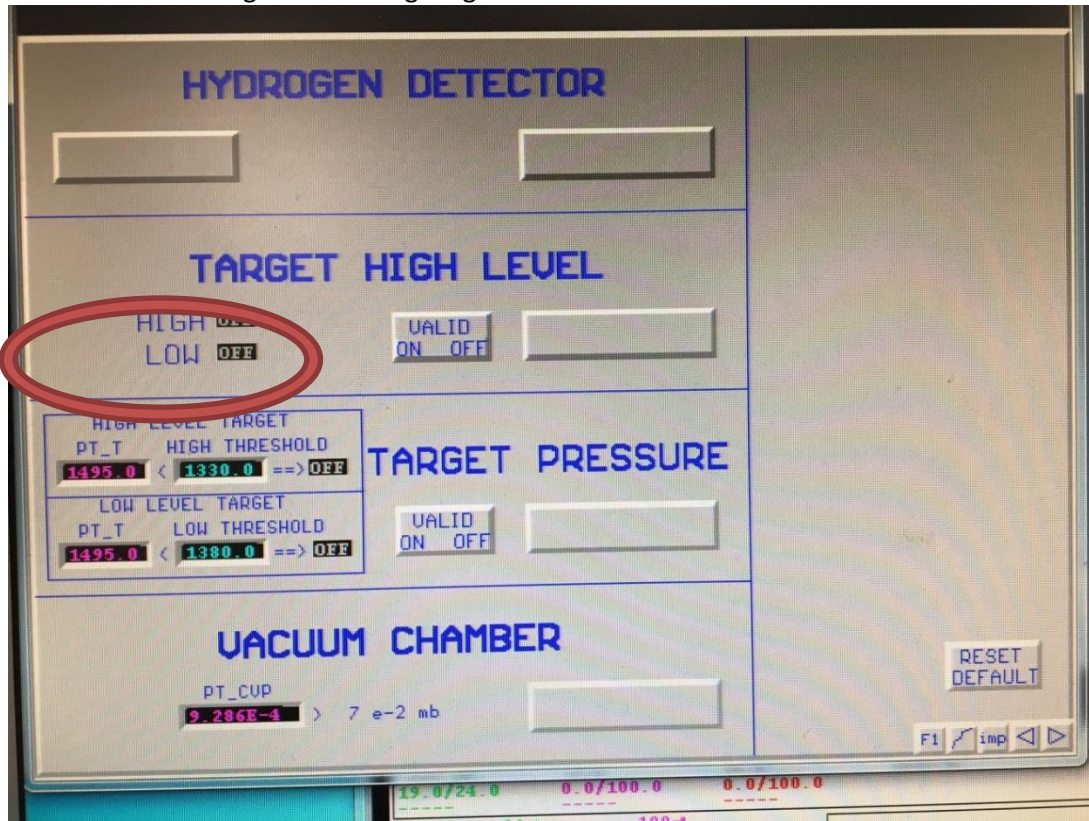 HYDROGEN DETECTOR
TARGET HIGH LEVEL
HIGH OFF
LOW OFF
VALID
ON OFF
HIGH LEVEL TARGET
PT_T HIGH THRESHOLD
1495.0 < 1330.0 ==> OFF
LOW LEVEL TARGET
PT_T LOW THRESHOLD
1495.0 < 1380.0 ==> OFF
TARGET PRESSURE
VALID
ON OFF
VACUUM CHAMBER
PT_CVP
9.286E-4 > 7 e-2 mb
RESET
DEFAULT
F1 imp
19.0/24.0 0.0/100.0 0.0/100.0